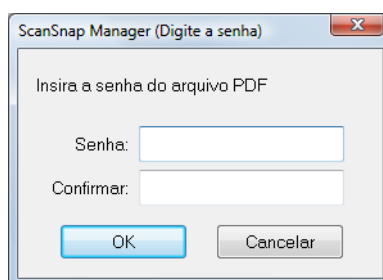 ScanSnap Manager (Digite a senha)
Insira a senha do arquivo PDF
Senha:
Confirmar:
OK Cancelar